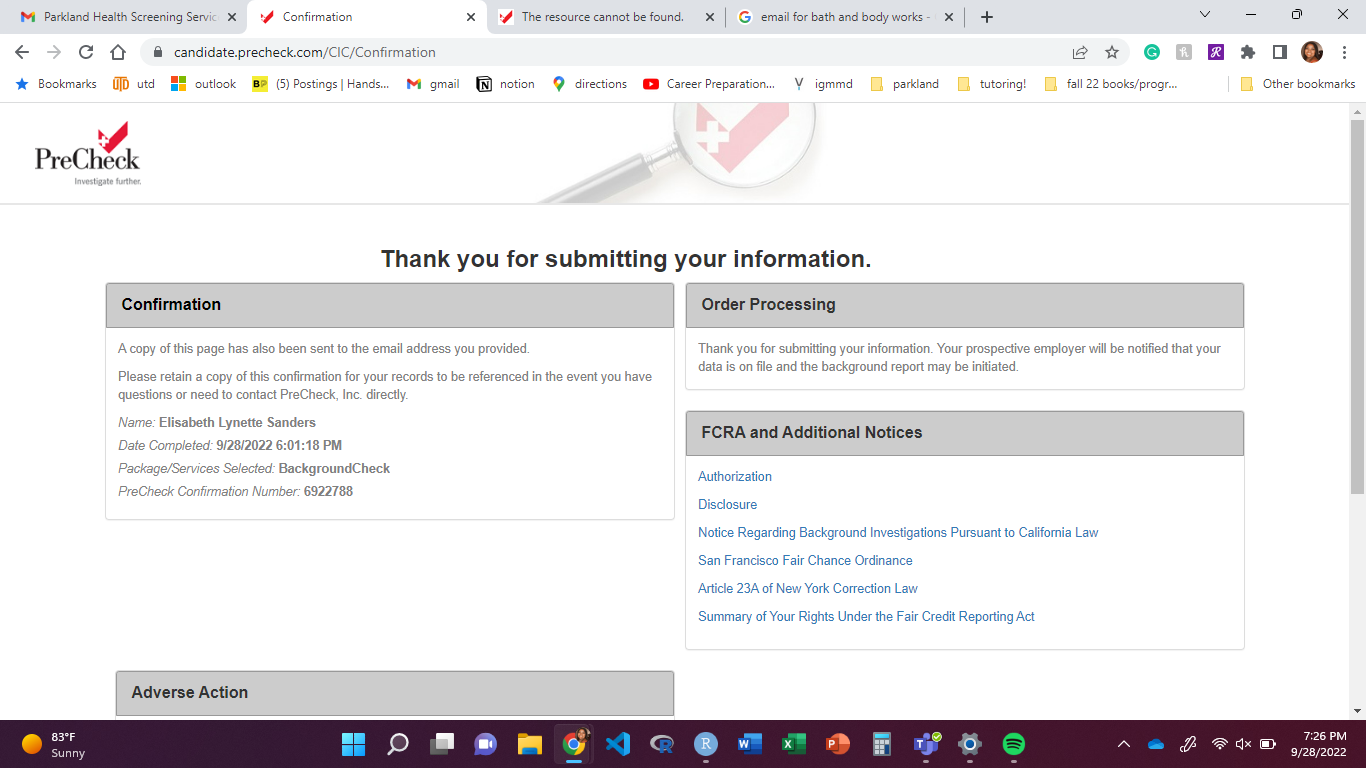 Parkland Health Screening Servic
Confirmation
The resource cannot be found.
email for bath and body works -
candidate.precheck.com/CIC/Confirmation
Bookmarks
utd
outlook
BP
(5) Postings | Hands...
gmail
notion
directions
Career Preparation...
igmmd
parkland
tutoring!
fall 22 books/progr...
Other bookmarks
PreCheck
Investigate further.
Thank you for submitting your information.
Confirmation
A copy of this page has also been sent to the email address you provided.
Please retain a copy of this confirmation for your records to be referenced in the event you have
questions or need to contact PreCheck, Inc. directly.
Name: Elisabeth Lynette Sanders
Date Completed: 9/28/2022 6:01:18 PM
Package/Services Selected: BackgroundCheck
PreCheck Confirmation Number: 6922788
Order Processing
Thank you for submitting your information. Your prospective employer will be notified that your
data is on file and the background report may be initiated.
FCRA and Additional Notices
Authorization
Disclosure
Notice Regarding Background Investigations Pursuant to California Law
San Francisco Fair Chance Ordinance
Article 23A of New York Correction Law
Summary of Your Rights Under the Fair Credit Reporting Act
Adverse Action
83°F
Sunny
7:26 PM
9/28/2022